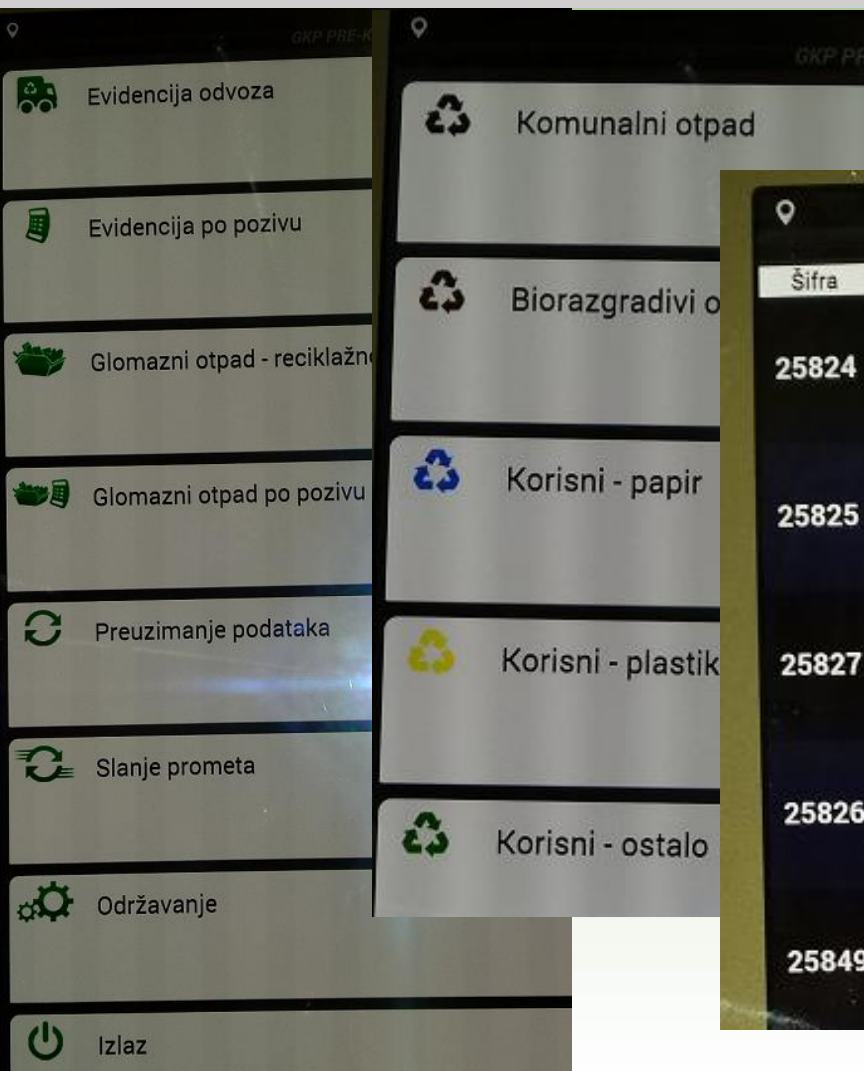 GKP PRE-K
Evidencija odvoza
Evidencija po pozivu
Glomazni otpad - reciklažn
Glomazni otpad po pozivu
Preuzimanje podataka
Slanje prometa
Održavanje
Izlaz
GKP PR
Komunalni otpad
Biorazgradivi o
Korisni - papir
Korisni - plastik
Korisni - ostalo
Šifra
25824
25825
25827
25826
25849